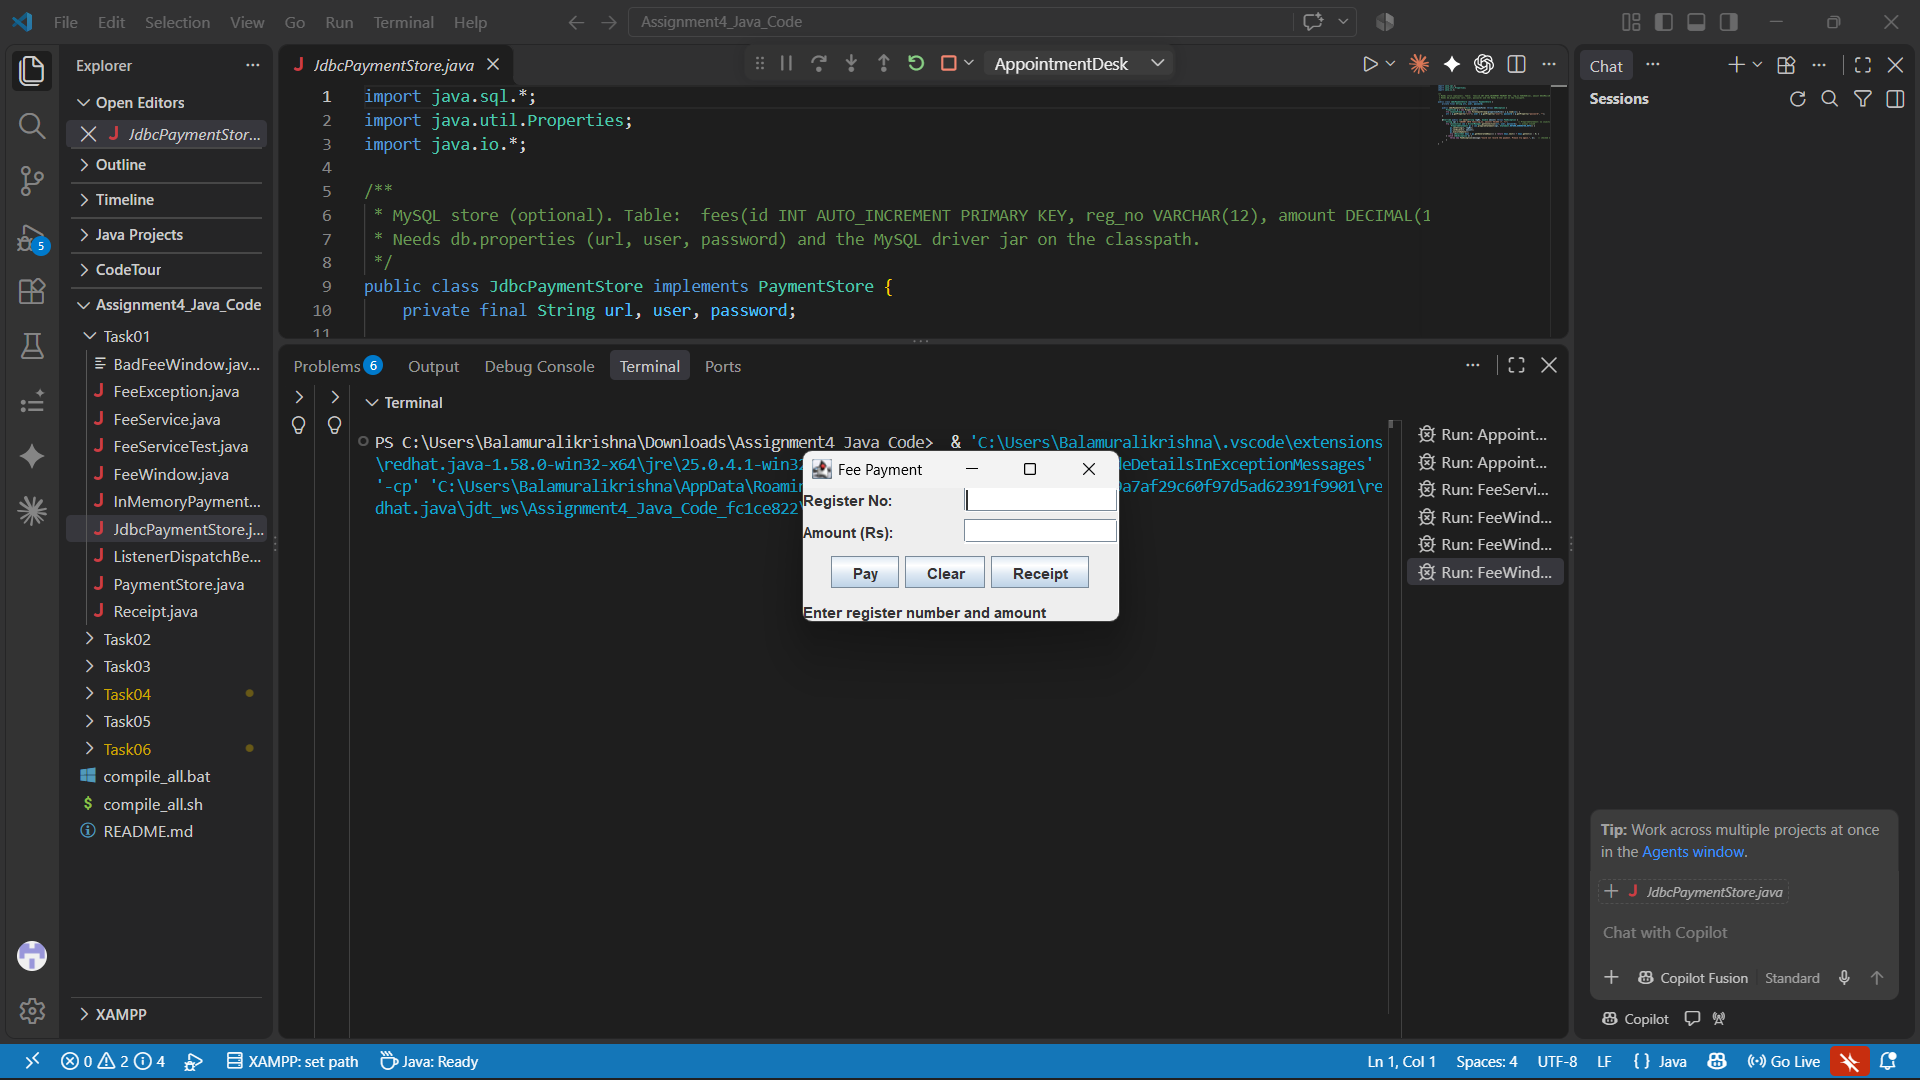 File Edit Selection View Go Run Terminal Help
Assignment4_Java_Code
Explorer
Open Editors
JdbcPaymentStor...
Outline
Timeline
Java Projects
CodeTour
Assignment4_Java_Code
Task01
BadFeeWindow.jav...
FeeException.java
FeeService.java
FeeServiceTest.java
FeeWindow.java
InMemoryPayment...
JdbcPaymentStore.j...
ListenerDispatchBe...
PaymentStore.java
Receipt.java
Task02
Task03
Task04
Task05
Task06
compile_all.bat
compile_all.sh
README.md
XAMPP
5
JdbcPaymentStore.java
AppointmentDesk
1 import java.sql.*;
2 import java.util.Properties;
3 import java.io.*;
4
5 /**
6 * MySQL store (optional). Table: fees(id INT AUTO_INCREMENT PRIMARY KEY, reg_no VARCHAR(12), amount DECIMAL(1
7 * Needs db.properties (url, user, password) and the MySQL driver jar on the classpath.
8 */
9 public class JdbcPaymentStore implements PaymentStore {
10 private final String url, user, password;
11
Problems 6 Output Debug Console Terminal Ports
Terminal
PS C:\Users\Balamuralikrishna\Downloads\Assignment4 Java Code> & 'C:\Users\Balamuralikrishna\.vscode\extensions
\redhat.java-1.58.0-win32-x64\jre\25.0.4.1-win32 deDetailsInExceptionMessages'
'-cp' 'C:\Users\Balamuralikrishna\AppData\Roamin a7af29c60f97d5ad62391f9901\re
dhat.java\jdt_ws\Assignment4_Java_Code_fc1ce822
Run: Appoint...
Run: Appoint...
Run: FeeServi...
Run: FeeWind...
Run: FeeWind...
Run: FeeWind...
Fee Payment
Register No:
Amount (Rs):
Pay Clear Receipt
Enter register number and amount
Chat
Sessions
Tip: Work across multiple projects at once
in the Agents window.
JdbcPaymentStore.java
Chat with Copilot
Copilot Fusion Standard
Copilot
0 2 4 XAMPP: set path Java: Ready
Ln 1, Col 1 Spaces: 4 UTF-8 LF {} Java Go Live